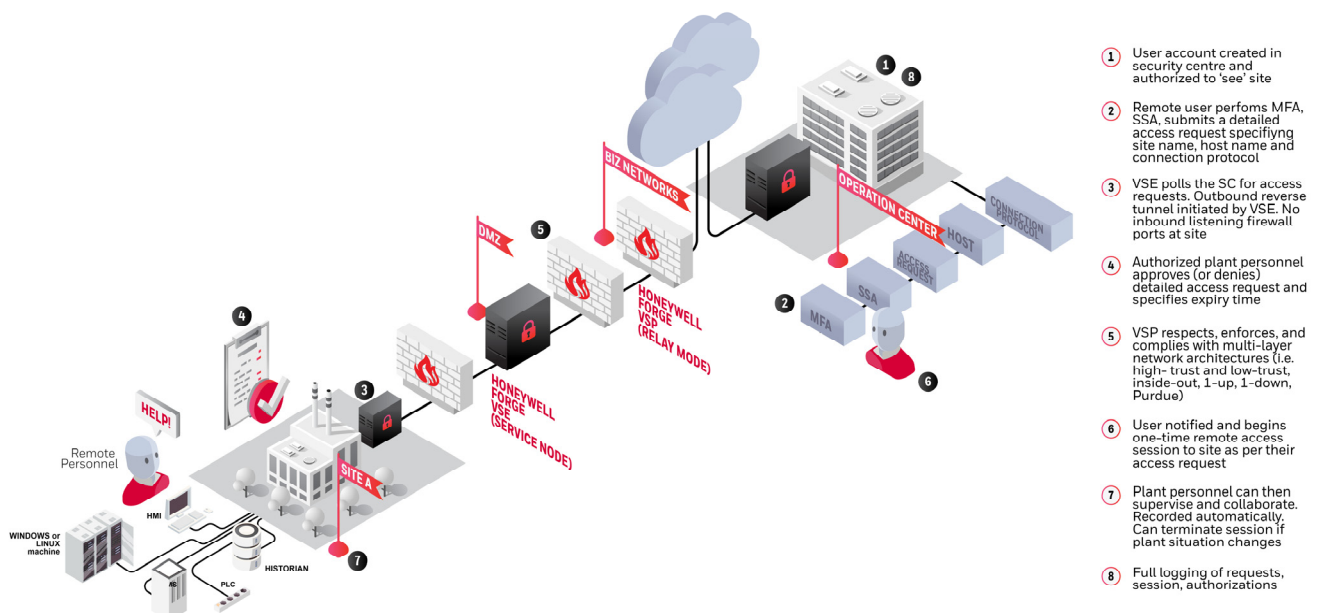 1
8
BIZ NETWORKS
OPERATION CENTER
CONNECTION
PROTOCOL
HOST
ACCESS
REQUEST
SSA
MFA
2
6
DMZ
5
HONEYWELL
FORGE
VSP
(RELAY MODE)
HONEYWELL
FORGE
VSE
(SERVICE NODE)
4
3
HELP!
Remote
Personnel
SITE A
7
HMI
WINDOWS or
LINUX
machine
HISTORIAN
PLC
1 User account created in
security centre and
authorized to ‘see’ site
2 Remote user perfoms MFA,
SSA, submits a detailed
access request specifiyng
site name, host name and
connection protocol
3 VSE polls the SC for access
requests. Outbound reverse
tunnel initiated by VSE. No
inbound listening firewall
ports at site
4 Authorized plant personnel
approves (or denies)
detailed access request and
specifies expiry time
5 VSP respects, enforces, and
complies with multi-layer
network architectures (i.e.
high- trust and low-trust,
inside-out, 1-up, 1-down,
Purdue)
6 User notified and begins
one-time remote access
session to site as per their
access request
7 Plant personnel can then
supervise and collaborate.
Recorded automatically.
Can terminate session if
plant situation changes
8 Full logging of requests,
session, authorizations